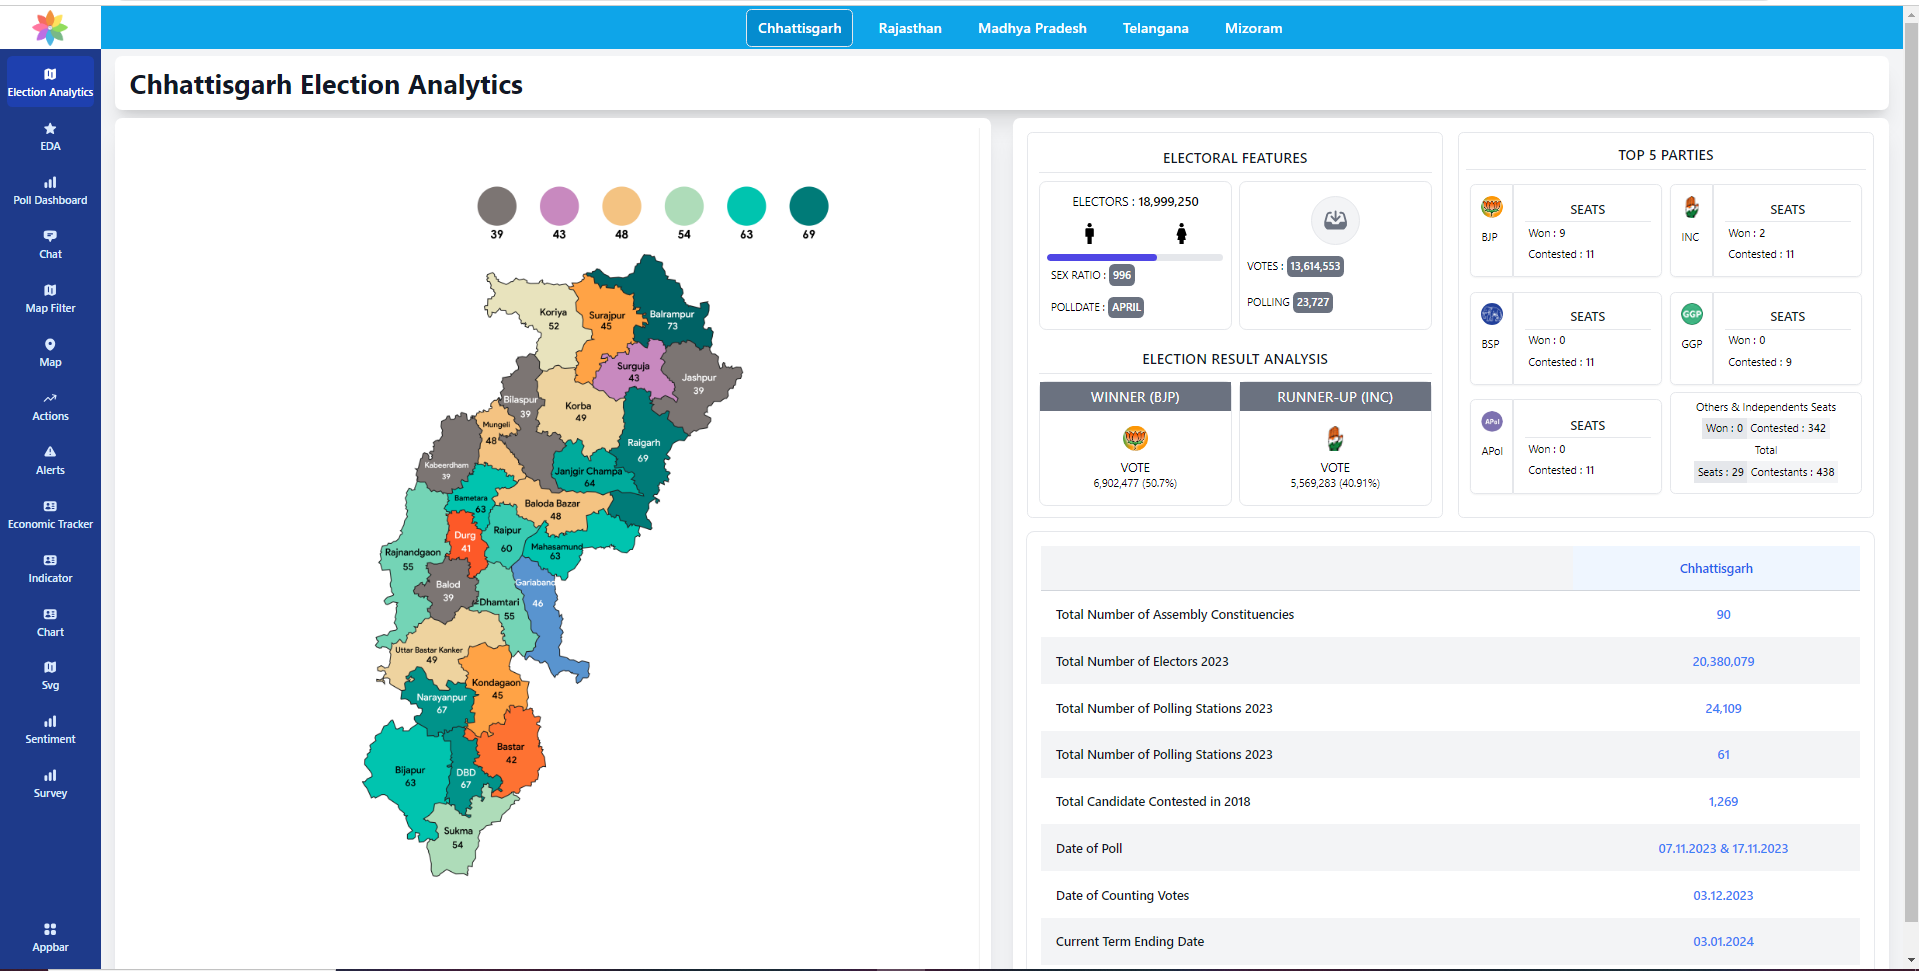 Chhattisgarh
Rajasthan
Madhya Pradesh
Telangana
Mizoram
Election Analytics
EDA
Poll Dashboard
Chat
Map Filter
Map
Actions
Alerts
Economic Tracker
Indicator
Chart
Svg
Sentiment
Survey
Appbar
Chhattisgarh Election Analytics
39
43
48
54
63
69
Koriya
52
Surajpur
45
Balrampur
73
Surguja
43
Jashpur
39
Bilaspur
39
Korba
49
Mungeli
48
Raigarh
69
Kabeerdham
39
Janjgir Champa
64
Bametara
63
Baloda Bazar
48
Durg
41
Raipur
60
Mahasamund
63
Rajnandgaon
55
Balod
39
Dhamtari
55
Gariaband
46
Uttar Bastar Kanker
49
Kondagaon
45
Narayanpur
67
Bastar
42
Bijapur
63
DBD
67
Sukma
54
ELECTORAL FEATURES
ELECTORS : 18,999,250
SEX RATIO : 996
POLLDATE : APRIL
VOTES : 13,614,553
POLLING 23,727
ELECTION RESULT ANALYSIS
WINNER (BJP)
VOTE
6,902,477 (50.7%)
RUNNER-UP (INC)
VOTE
5,569,283 (40.91%)
TOP 5 PARTIES
BJP
SEATS
Won : 9
Contested : 11
INC
SEATS
Won : 2
Contested : 11
BSP
SEATS
Won : 0
Contested : 11
GGP
GGP
SEATS
Won : 0
Contested : 9
APoI
APoI
SEATS
Won : 0
Contested : 11
Others & Independents Seats
Won : 0 Contested : 342
Total
Seats : 29 Contestants : 438
Chhattisgarh
Total Number of Assembly Constituencies 90
Total Number of Electors 2023 20,380,079
Total Number of Polling Stations 2023 24,109
Total Number of Polling Stations 2023 61
Total Candidate Contested in 2018 1,269
Date of Poll 07.11.2023 & 17.11.2023
Date of Counting Votes 03.12.2023
Current Term Ending Date 03.01.2024